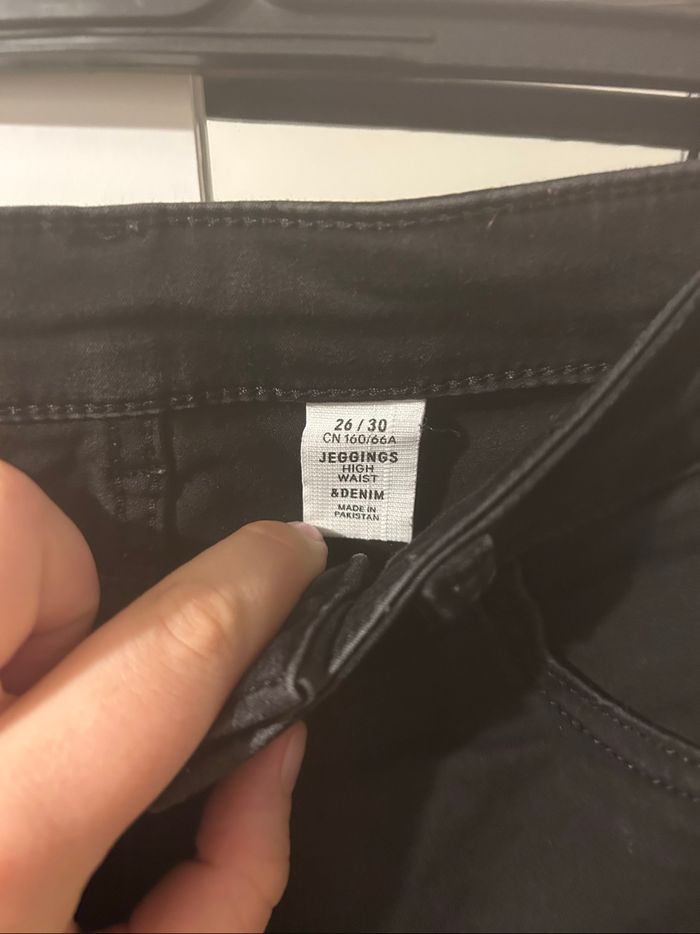 26 / 30
CN 160/66A
JEGGINGS
HIGH
WAIST
&DENIM
MADE IN
PAKISTAN